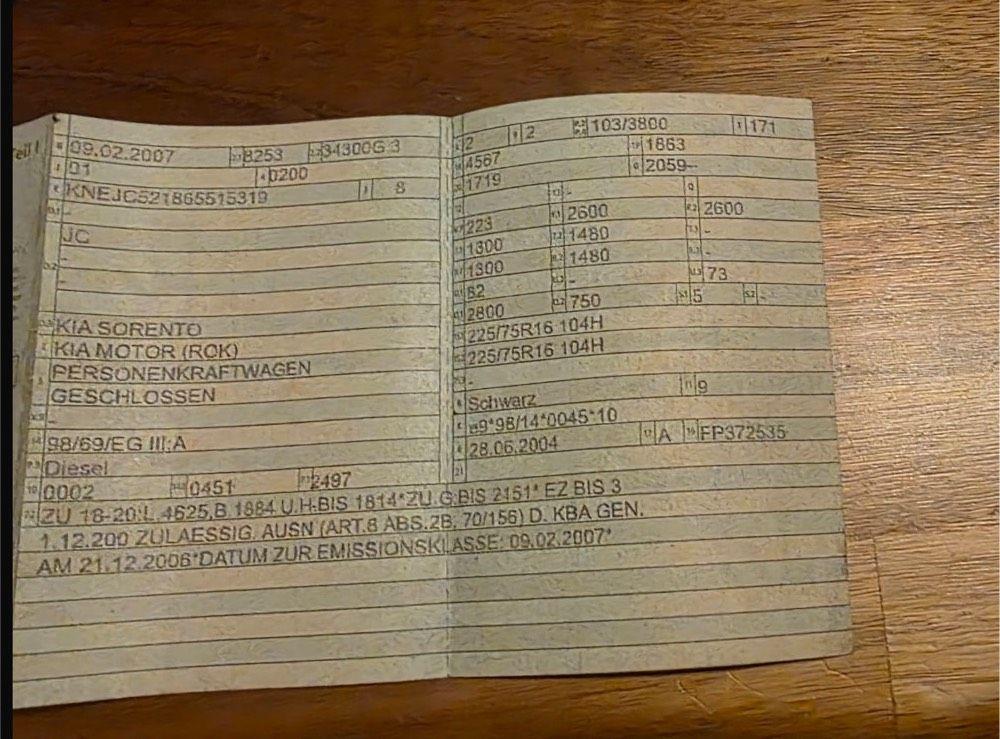 09.02.2007 8253 34300G 3
01 0200
KNEJC521865515319 8
-
JC
-
KIA SORENTO
KIA MOTOR (ROK)
PERSONENKRAFTWAGEN
GESCHLOSSEN
-
98/69/EG III;A
Diesel
0002 0451 2497
2 2 103/3800 171
4567 1863
1719 2059--
- -
223 2600 2600
1300 1480 -
1300 1480 -
82 - 73
2800 750 5 -
225/75R16 104H
225/75R16 104H
-
Schwarz 9
*98/14*0045*10
28.06.2004 A FP372535
21
ZU 18-20:L.4625,B.1884 U.H:BIS 1814*ZU G:BIS 2151* EZ BIS 3
1.12.200 ZULAESSIG. AUSN (ART.8 ABS.2B, 70/156) D. KBA GEN.
AM 21.12.2006*DATUM ZUR EMISSIONSKLASSE: 09.02.2007*